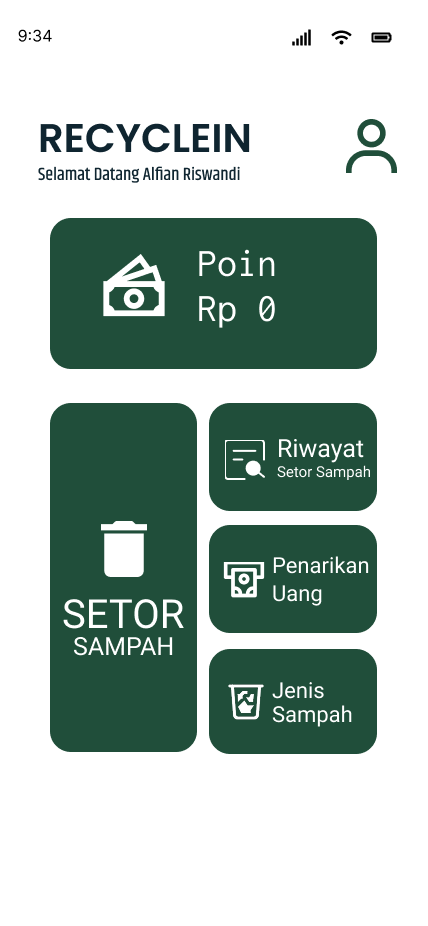 9:34
RECYCLEIN
Selamat Datang Alfian Riswandi
Poin
Rp 0
SETOR
SAMPAH
Riwayat
Setor Sampah
Penarikan
Uang
Jenis
Sampah